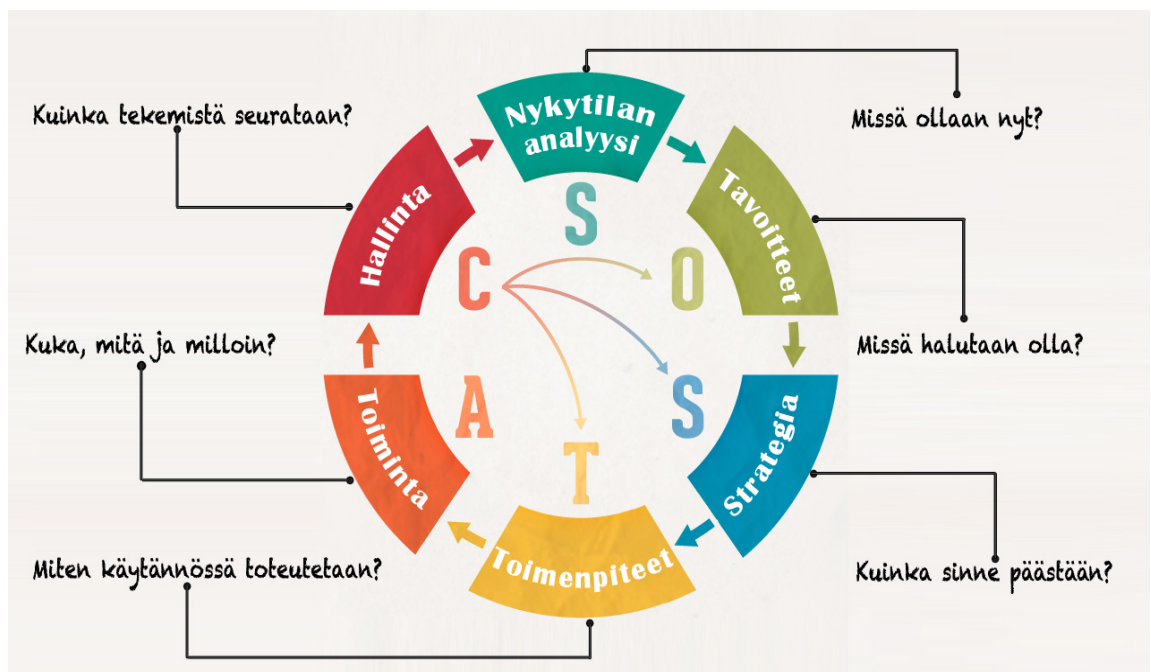 Nykytilan
analyysi
Missä ollaan nyt?
Tavoitteet
Missä halutaan olla?
Strategia
Kuinka sinne päästään?
Toimenpiteet
Miten käytännössä toteutetaan?
Toiminta
Kuka, mitä ja milloin?
Hallinta
Kuinka tekemistä seurataan?
S
O
S
T
A
C